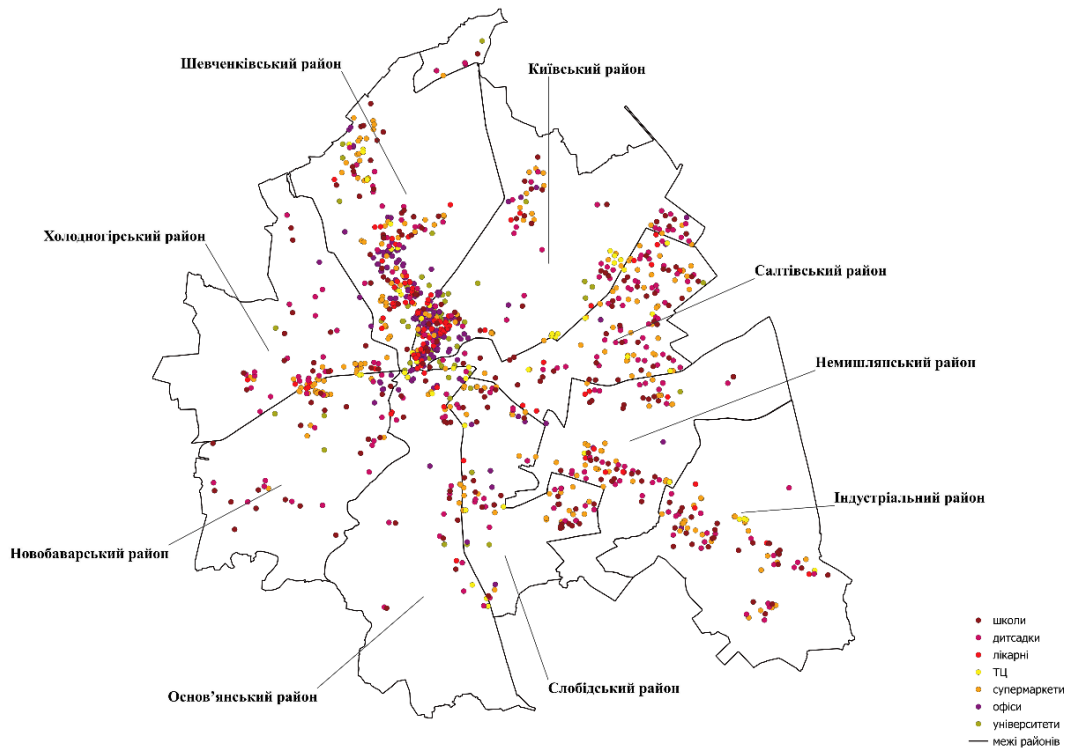 Шевченківський район
Київський район
Холодногірський район
Салтівський район
Немишлянський район
Індустріальний район
Новобаварський район
Слобідський район
Основ'янський район
школи
дитсадки
лікарні
ТЦ
супермаркети
офіси
університети
межі районів